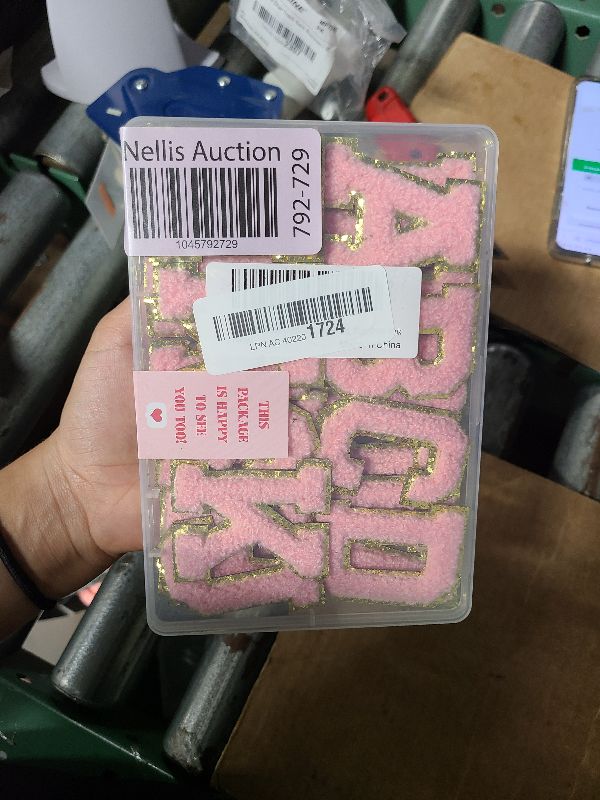 Nellis Auction
792-729
1045792729
LPN AC 40220 1724
China
THIS
PACKAGE
IS HAPPY
TO SEE
YOU TOO!
A
B
C
D
K